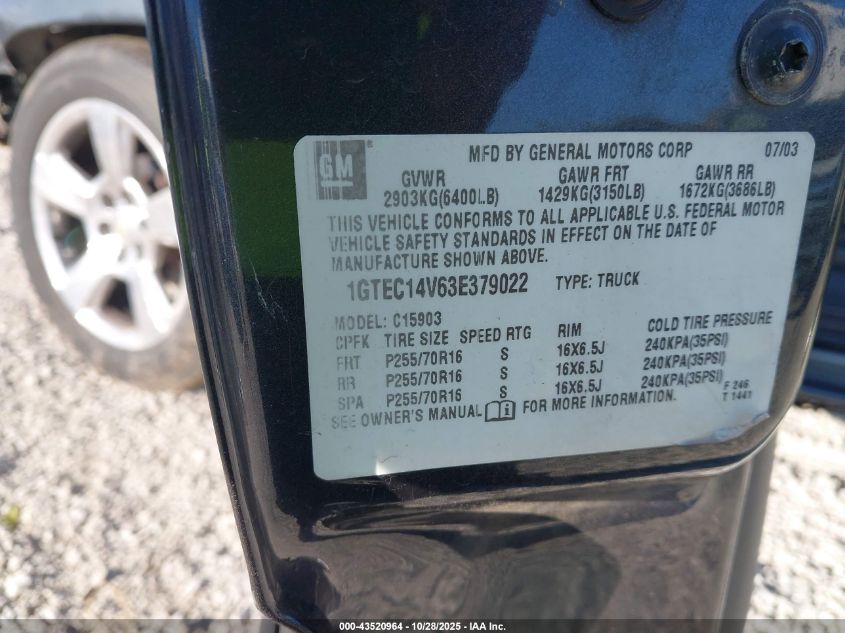 GM
MFD BY GENERAL MOTORS CORP 07/03
GVWR GAWR FRT GAWR RR
2903KG(6400LB) 1429KG(3150LB) 1672KG(3686LB)
THIS VEHICLE CONFORMS TO ALL APPLICABLE U.S. FEDERAL MOTOR
VEHICLE SAFETY STANDARDS IN EFFECT ON THE DATE OF
MANUFACTURE SHOWN ABOVE.
1GTEC14V63E379022 TYPE: TRUCK
MODEL: C15903
CPFK TIRE SIZE SPEED RTG RIM COLD TIRE PRESSURE
FRT P255/70R16 S 16X6.5J 240KPA(35PSI)
RR P255/70R16 S 16X6.5J 240KPA(35PSI)
SPA P255/70R16 S 16X6.5J 240KPA(35PSI)
SEE OWNER'S MANUAL FOR MORE INFORMATION.
F 246
T 1441
000-43520964 | 10/28/2025 | IAA Inc.